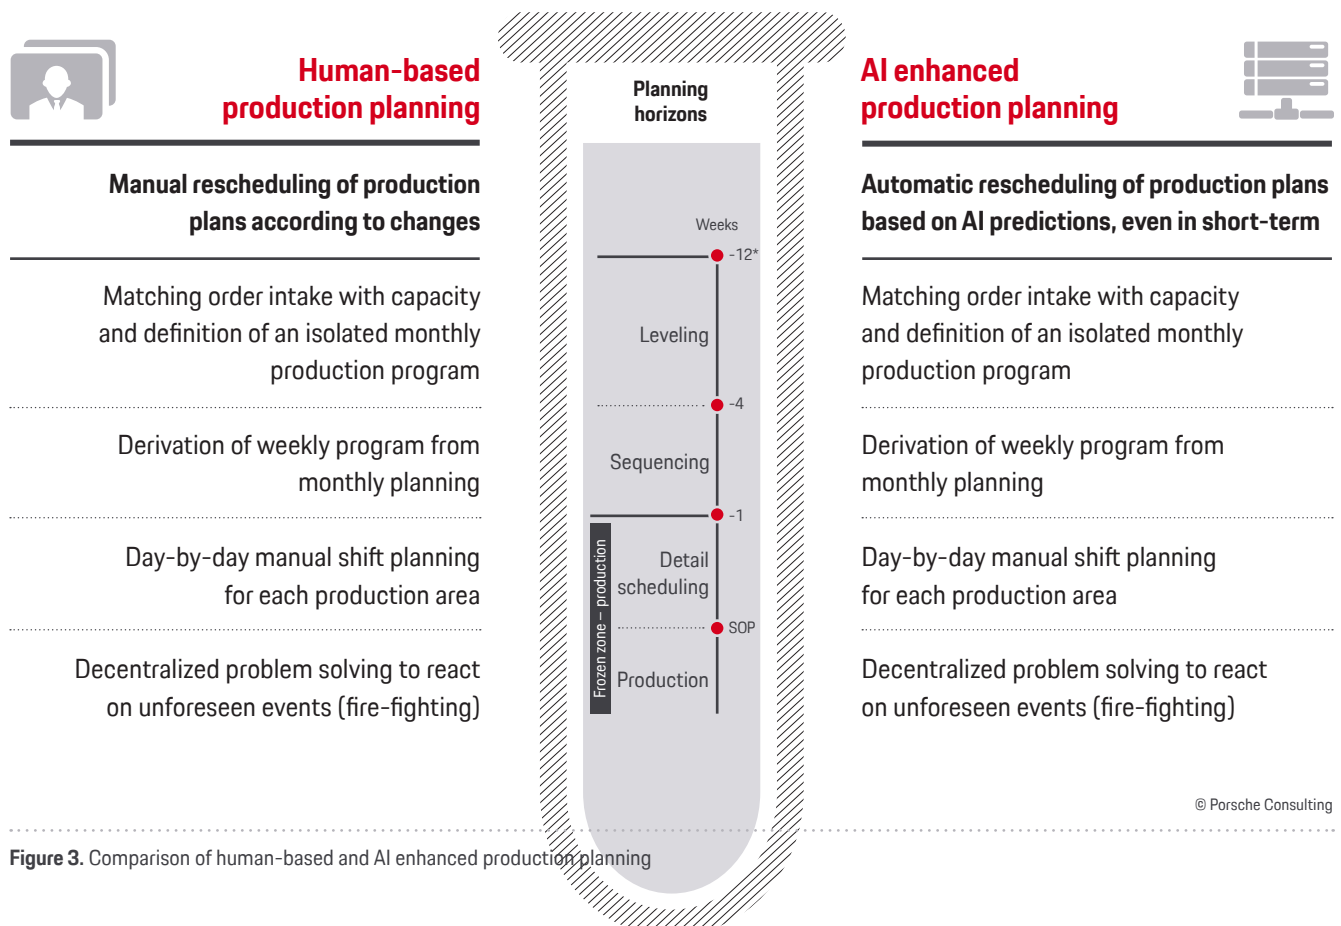 Human-based
production planning
Manual rescheduling of production
plans according to changes
Matching order intake with capacity
and definition of an isolated monthly
production program
Derivation of weekly program from
monthly planning
Day-by-day manual shift planning
for each production area
Decentralized problem solving to react
on unforeseen events (fire-fighting)
Planning
horizons
Weeks
-12*
Leveling
-4
Sequencing
-1
Frozen zone – production
Detail
scheduling
SOP
Production
AI enhanced
production planning
Automatic rescheduling of production plans
based on AI predictions, even in short-term
Matching order intake with capacity
and definition of an isolated monthly
production program
Derivation of weekly program from
monthly planning
Day-by-day manual shift planning
for each production area
Decentralized problem solving to react
on unforeseen events (fire-fighting)
© Porsche Consulting
Figure 3. Comparison of human-based and AI enhanced production planning